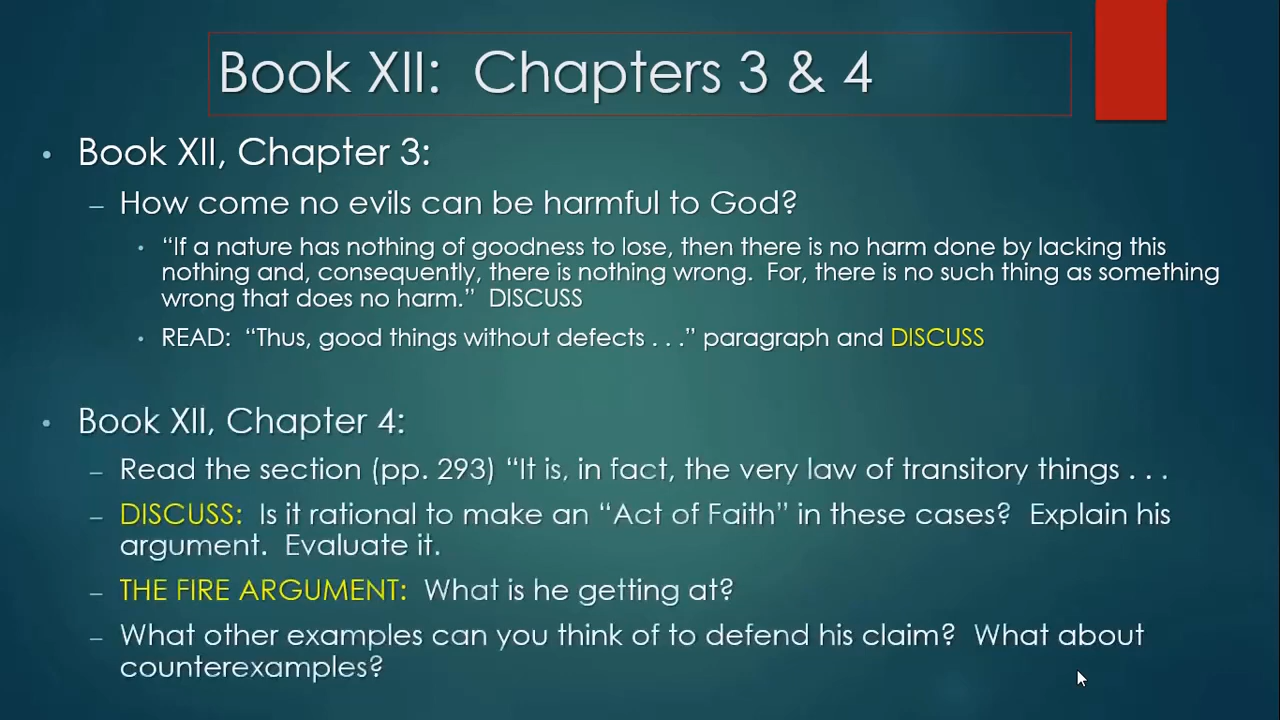 Book XII:  Chapters 3 & 4
• Book XII, Chapter 3:
– How come no evils can be harmful to God?
• “If a nature has nothing of goodness to lose, then there is no harm done by lacking this
nothing and, consequently, there is nothing wrong.  For, there is no such thing as something
wrong that does no harm.”  DISCUSS
• READ:  “Thus, good things without defects . . .” paragraph and DISCUSS
• Book XII, Chapter 4:
– Read the section (pp. 293) “It is, in fact, the very law of transitory things . . .
– DISCUSS:  Is it rational to make an “Act of Faith” in these cases?  Explain his
argument.  Evaluate it.
– THE FIRE ARGUMENT:  What is he getting at?
– What other examples can you think of to defend his claim?  What about
counterexamples?